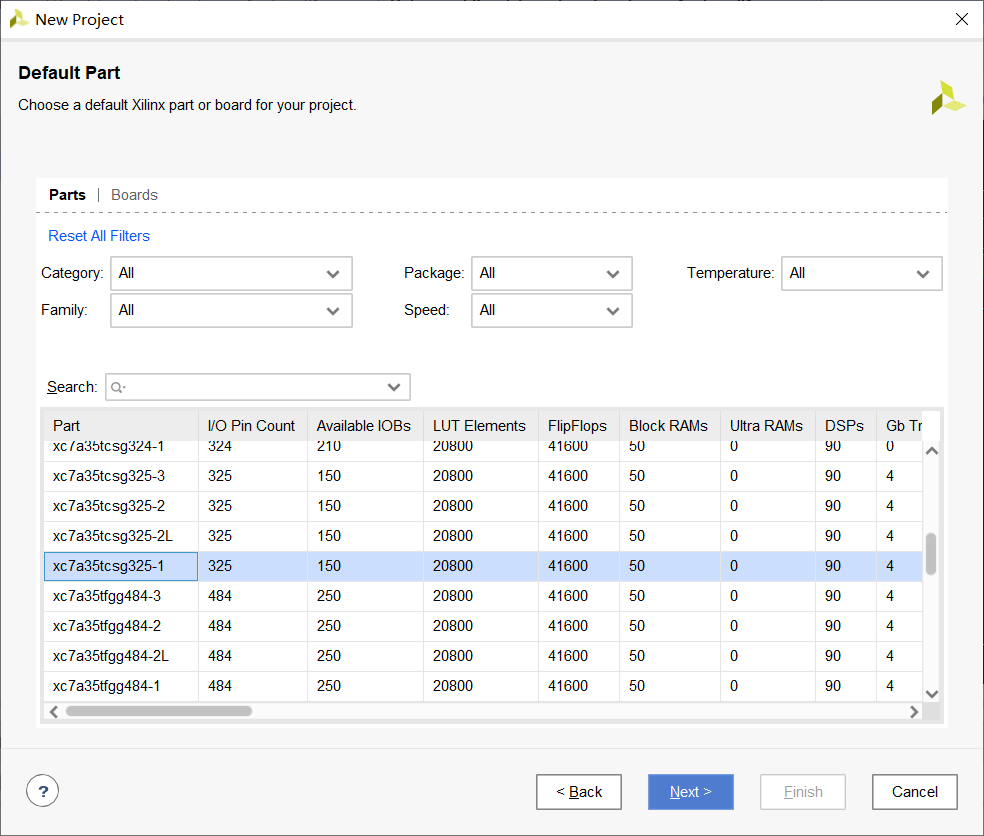 New Project
Default Part
Choose a default Xilinx part or board for your project.
Parts | Boards
Reset All Filters
Category: All Package: All Temperature: All
Family: All Speed: All
Search:
Part I/O Pin Count Available IOBs LUT Elements FlipFlops Block RAMs Ultra RAMs DSPs Gb Tr
xc7a35tcsg324-1 324 210 20800 41600 50 0 90 0
xc7a35tcsg325-3 325 150 20800 41600 50 0 90 4
xc7a35tcsg325-2 325 150 20800 41600 50 0 90 4
xc7a35tcsg325-2L 325 150 20800 41600 50 0 90 4
xc7a35tcsg325-1 325 150 20800 41600 50 0 90 4
xc7a35tfgg484-3 484 250 20800 41600 50 0 90 4
xc7a35tfgg484-2 484 250 20800 41600 50 0 90 4
xc7a35tfgg484-2L 484 250 20800 41600 50 0 90 4
xc7a35tfgg484-1 484 250 20800 41600 50 0 90 4
? < Back Next > Finish Cancel